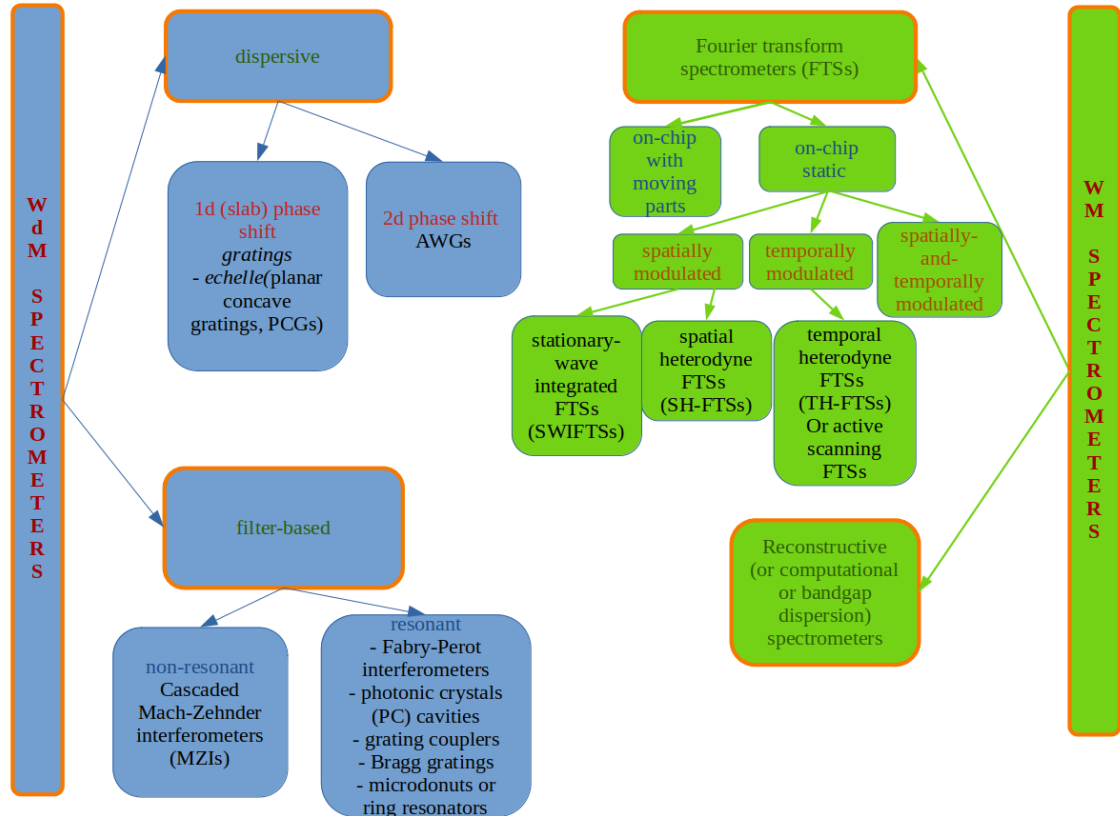 WdM SPECTROMETERS
dispersive
1d (slab) phase
shift
gratings
- echelle(planar
concave
gratings, PCGs)
2d phase shift
AWGs
filter-based
non-resonant
Cascaded
Mach-Zehnder
interferometers
(MZIs)
resonant
- Fabry-Perot
interferometers
- photonic crystals
(PC) cavities
- grating couplers
- Bragg gratings
- microdonuts or
ring resonators
Fourier transform
spectrometers (FTSs)
on-chip
with
moving
parts
on-chip
static
spatially
modulated
temporally
modulated
spatially-
and-
temporally
modulated
stationary-
wave
integrated
FTSs
(SWIFTSs)
spatial
heterodyne
FTSs
(SH-FTSs)
temporal
heterodyne
FTSs
(TH-FTSs)
Or active
scanning
FTSs
Reconstructive
(or computational
or bandgap
dispersion)
spectrometers
WM SPECTROMETERS